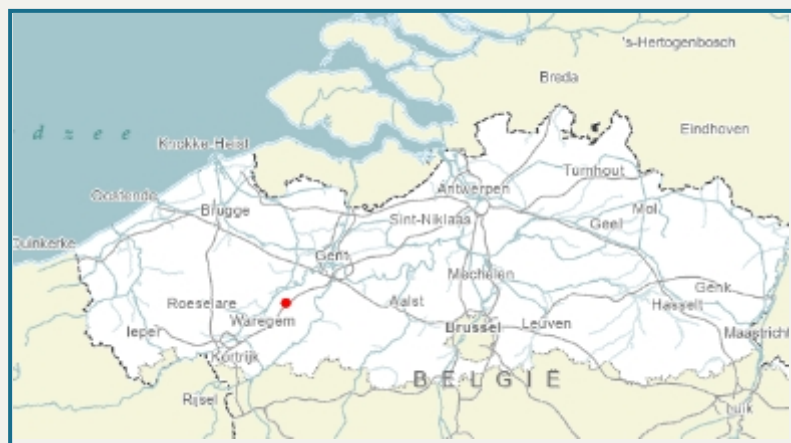 's-Hertogenbosch
Breda
d z e e
Eindhoven
Knokke-Heist
Turnhout
Antwerpen
Oostende
Mol
Brugge
Sint-Niklaas
Geel
Duinkerke
Gent
Mechelen
Genk
Roeselare
Aalst
Hasselt
Waregem
Ieper
Brussel
Leuven
Maastricht
Kortrijk
BELGIË
Rijsel
Luik